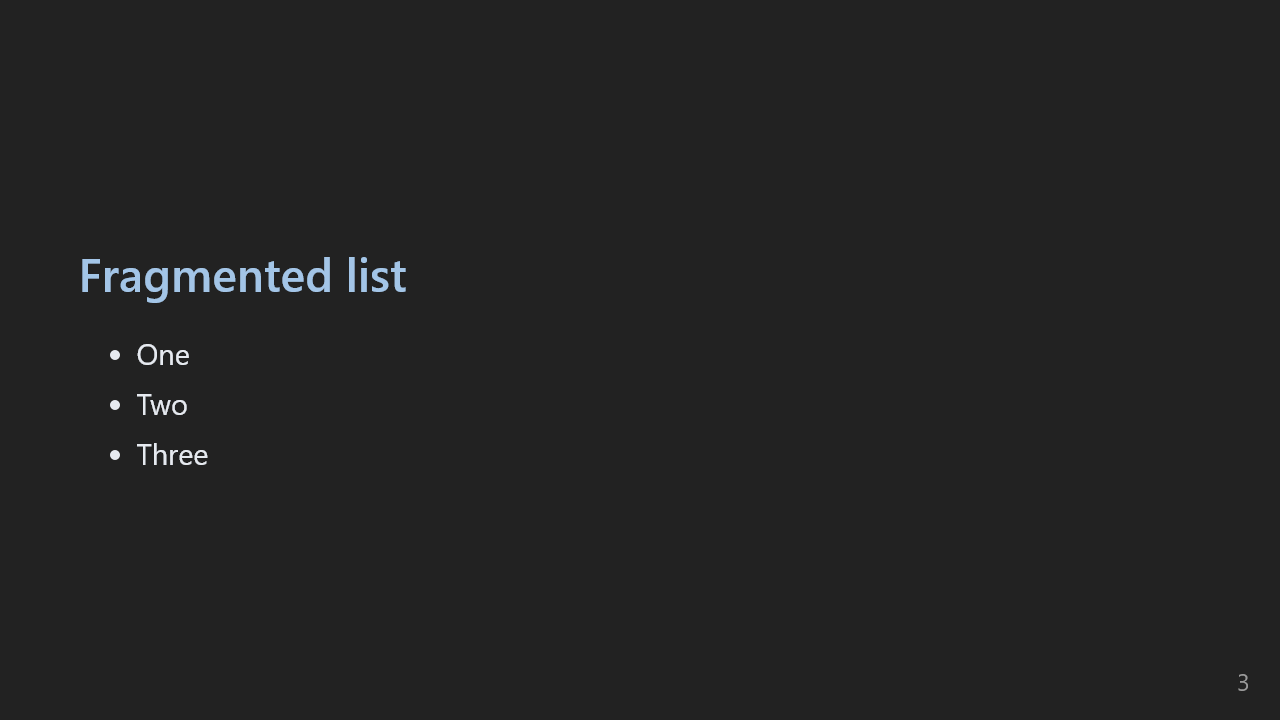 Fragmented list
• One
• Two
• Three
3